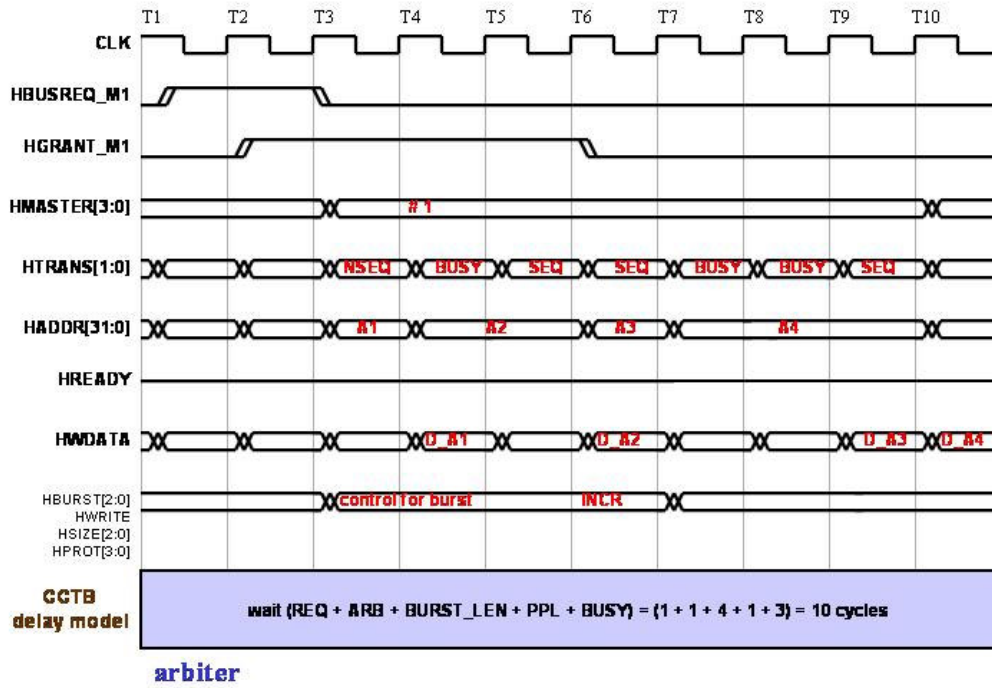 T1 T2 T3 T4 T5 T6 T7 T8 T9 T10
CLK
HBUSREQ_M1
HGRANT_M1
HMASTER[3:0] # 1
HTRANS[1:0] NSEQ BUSY SEQ SEQ BUSY BUSY SEQ
HADDR[31:0] A1 A2 A3 A4
HREADY
HWDATA D_A1 D_A2 D_A3 D_A4
HBURST[2:0] control for burst INCR
HWRITE
HSIZE[2:0]
HPROT[3:0]
CCTB
delay model
wait (REQ + ARB + BURST_LEN + PPL + BUSY) = (1 + 1 + 4 + 1 + 3) = 10 cycles
arbiter